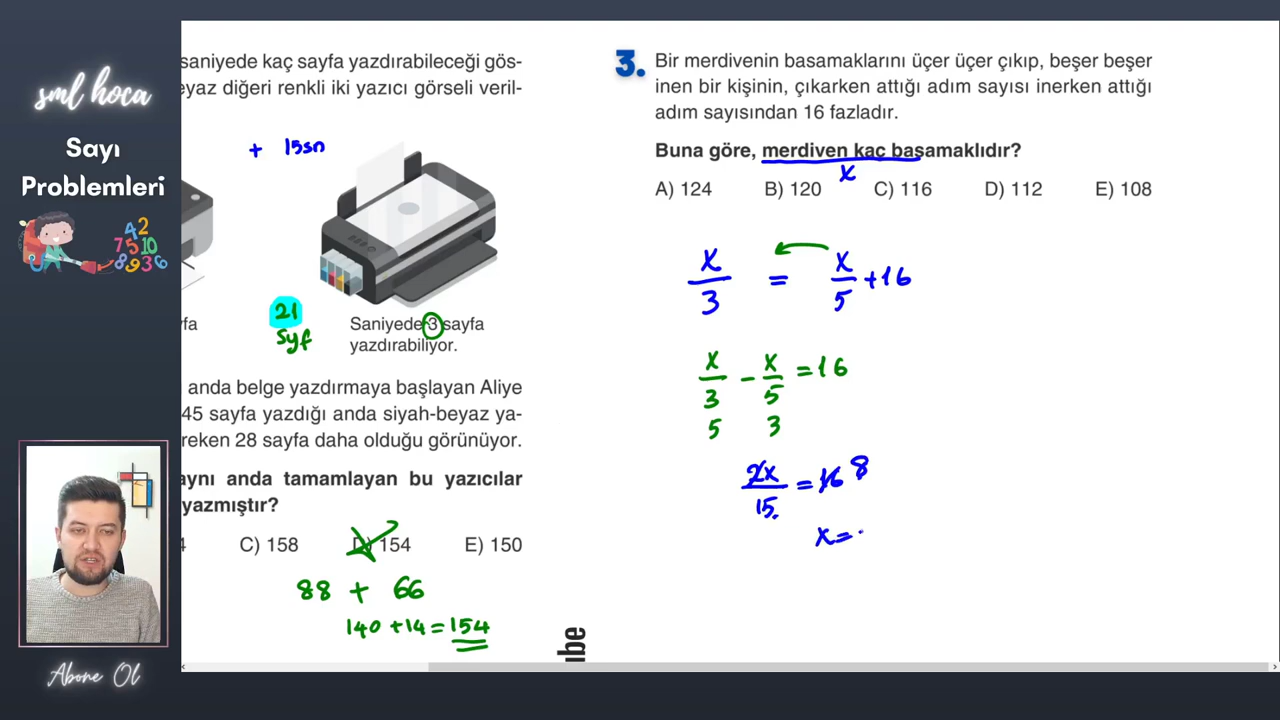 sml hoca
Sayı
Problemleri
Abone Ol
saniyede kaç sayfa yazdırabileceği gös-
eyaz diğeri renkli iki yazıcı görseli veril-
+ 15sn
21
Syf
Saniyede 3 sayfa
yazdırabiliyor.
yfa
anda belge yazdırmaya başlayan Aliye
45 sayfa yazdığı anda siyah-beyaz ya-
reken 28 sayfa daha olduğu görünüyor.
aynı anda tamamlayan bu yazıcılar
yazmıştır?
4 C) 158 D) 154 E) 150
88 + 66
140 + 14 = 154
3. Bir merdivenin basamaklarını üçer üçer çıkıp, beşer beşer
inen bir kişinin, çıkarken attığı adım sayısı inerken attığı
adım sayısından 16 fazladır.
Buna göre, merdiven kaç basamaklıdır?
x
A) 124 B) 120 C) 116 D) 112 E) 108
x/3 = x/5 + 16
x/3 - x/5 = 16
5 3
2x/15 = 16 8
x =
ube